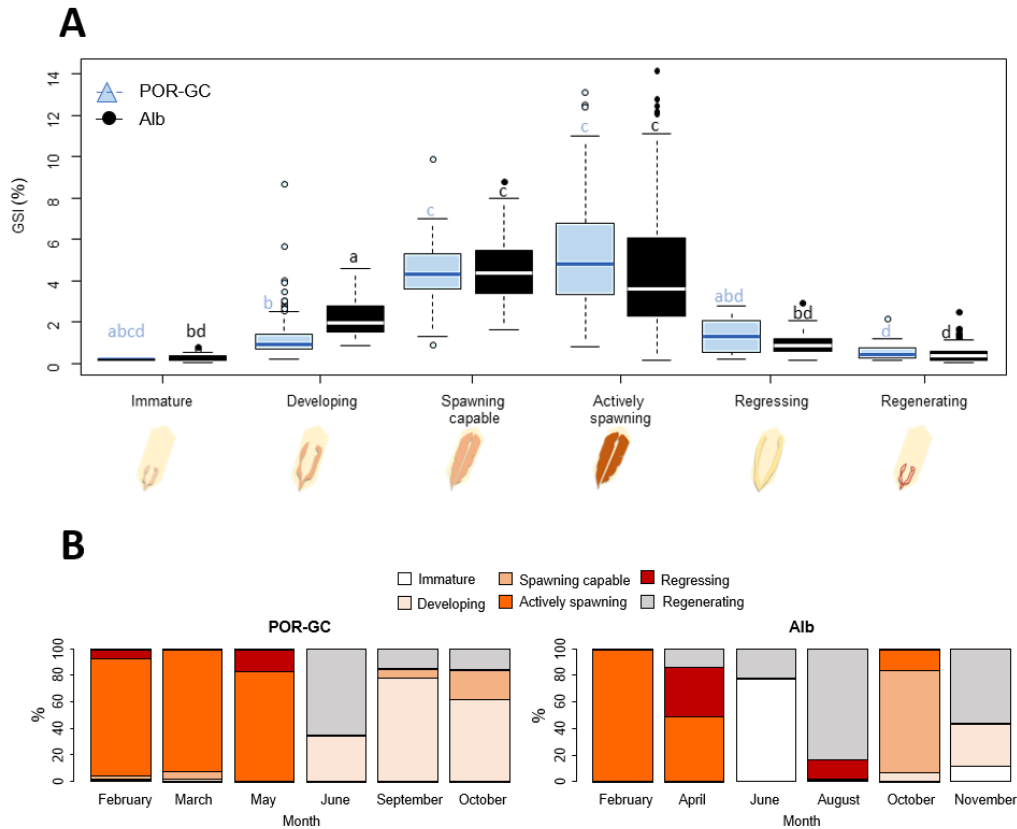 A
GSI (%)
14
12
10
8
6
4
2
0
POR-GC
Alb
abcd
bd
b
a
c
c
c
c
abd
bd
d
d
Immature
Developing
Spawning
capable
Actively
spawning
Regressing
Regenerating
B
Immature
Spawning capable
Regressing
Developing
Actively spawning
Regenerating
POR-GC
%
100
80
60
40
20
0
February
March
May
June
September
October
Month
Alb
%
100
80
60
40
20
0
February
April
June
August
October
November
Month